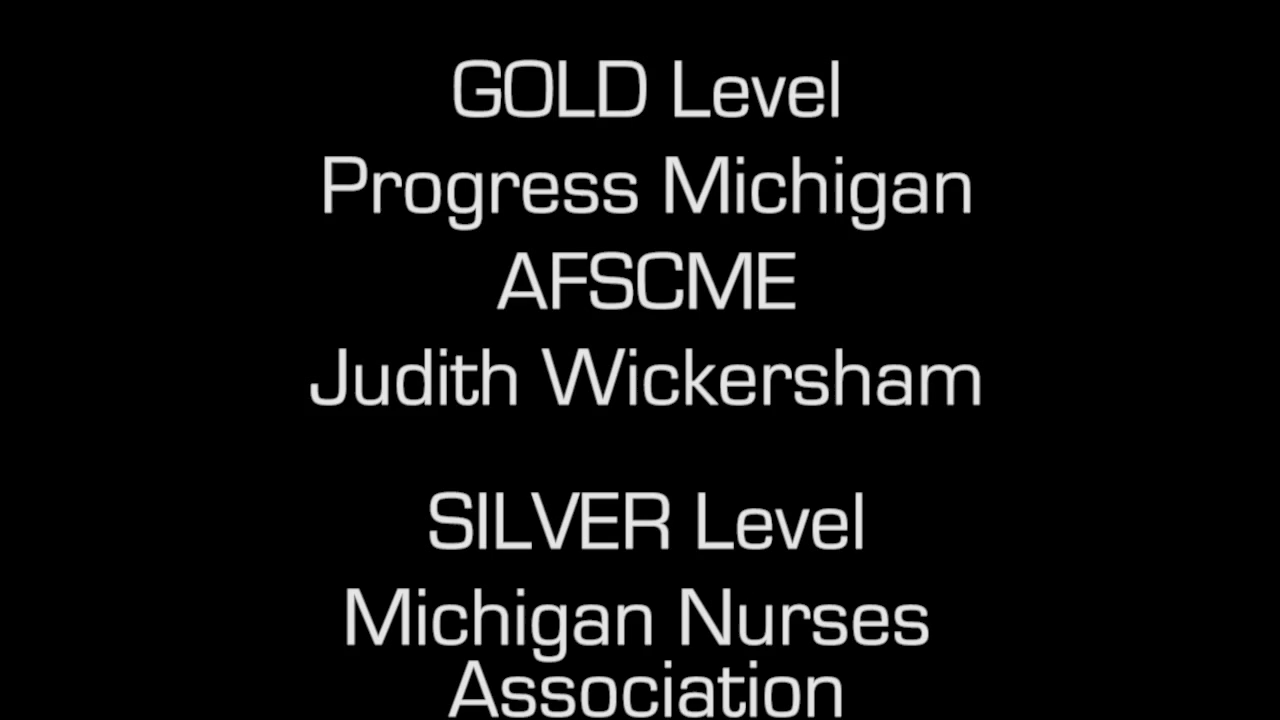 GOLD Level
Progress Michigan
AFSCME
Judith Wickersham
SILVER Level
Michigan Nurses
Association